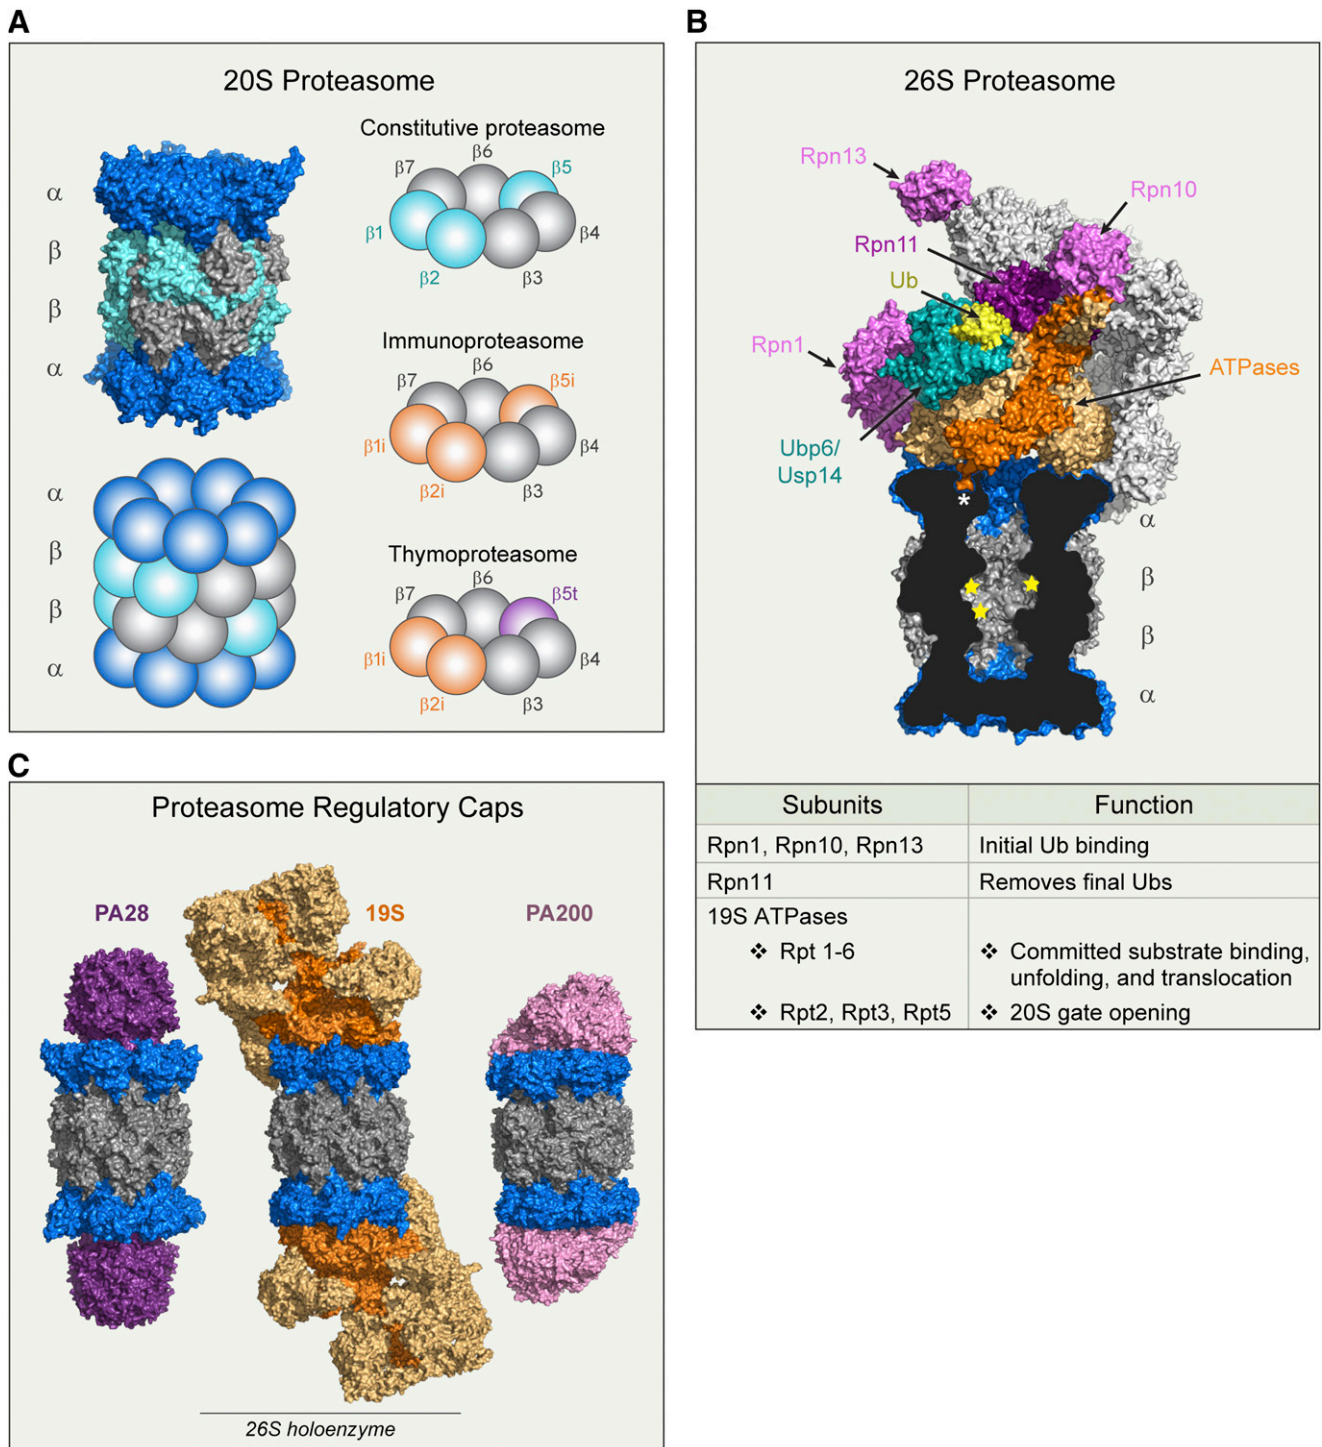 A
20S Proteasome
α
β
β
α
α
β
β
α
Constitutive proteasome
β6
β7
β5
β1
β4
β2
β3
Immunoproteasome
β6
β7
β5i
β1i
β4
β2i
β3
Thymoproteasome
β6
β7
β5t
β1i
β4
β2i
β3
B
26S Proteasome
Rpn13
Rpn10
Rpn11
Ub
Rpn1
ATPases
Ubp6/
Usp14
*
α
β
β
α
Subunits Function
Rpn1, Rpn10, Rpn13 Initial Ub binding
Rpn11 Removes final Ubs
19S ATPases
❖ Rpt 1-6 ❖ Committed substrate binding,
unfolding, and translocation
❖ Rpt2, Rpt3, Rpt5 ❖ 20S gate opening
C
Proteasome Regulatory Caps
PA28 19S PA200
26S holoenzyme